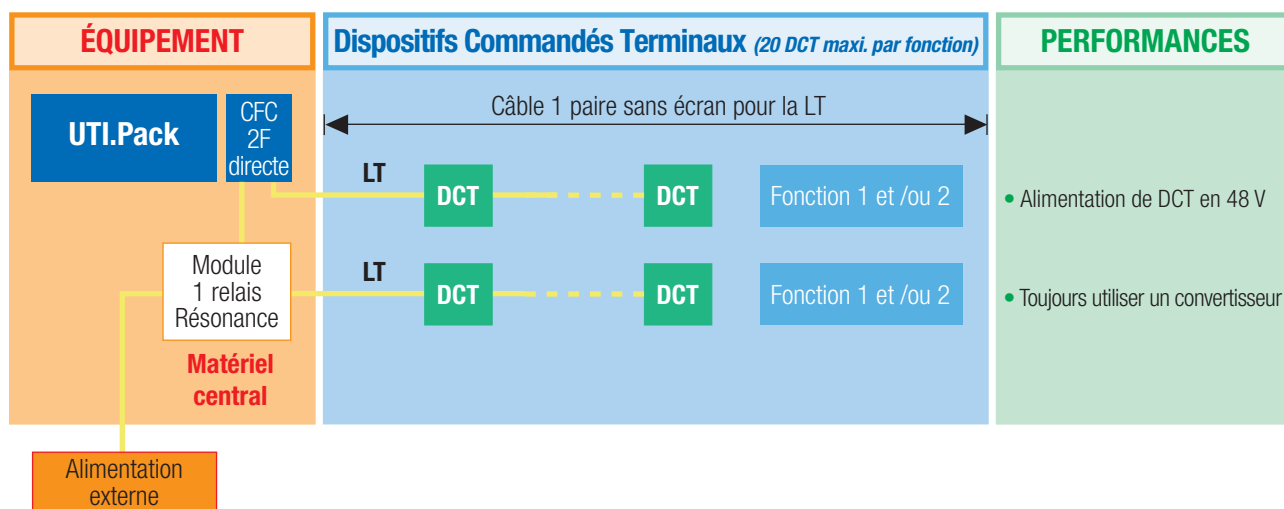 ÉQUIPEMENT
Dispositifs Commandés Terminaux (20 DCT maxi. par fonction)
PERFORMANCES
UTI.Pack
CFC
2F
directe
Câble 1 paire sans écran pour la LT
LT
DCT
DCT
Fonction 1 et /ou 2
• Alimentation de DCT en 48 V
Module
1 relais
Résonance
LT
DCT
DCT
Fonction 1 et /ou 2
• Toujours utiliser un convertisseur
Matériel
central
Alimentation
externe